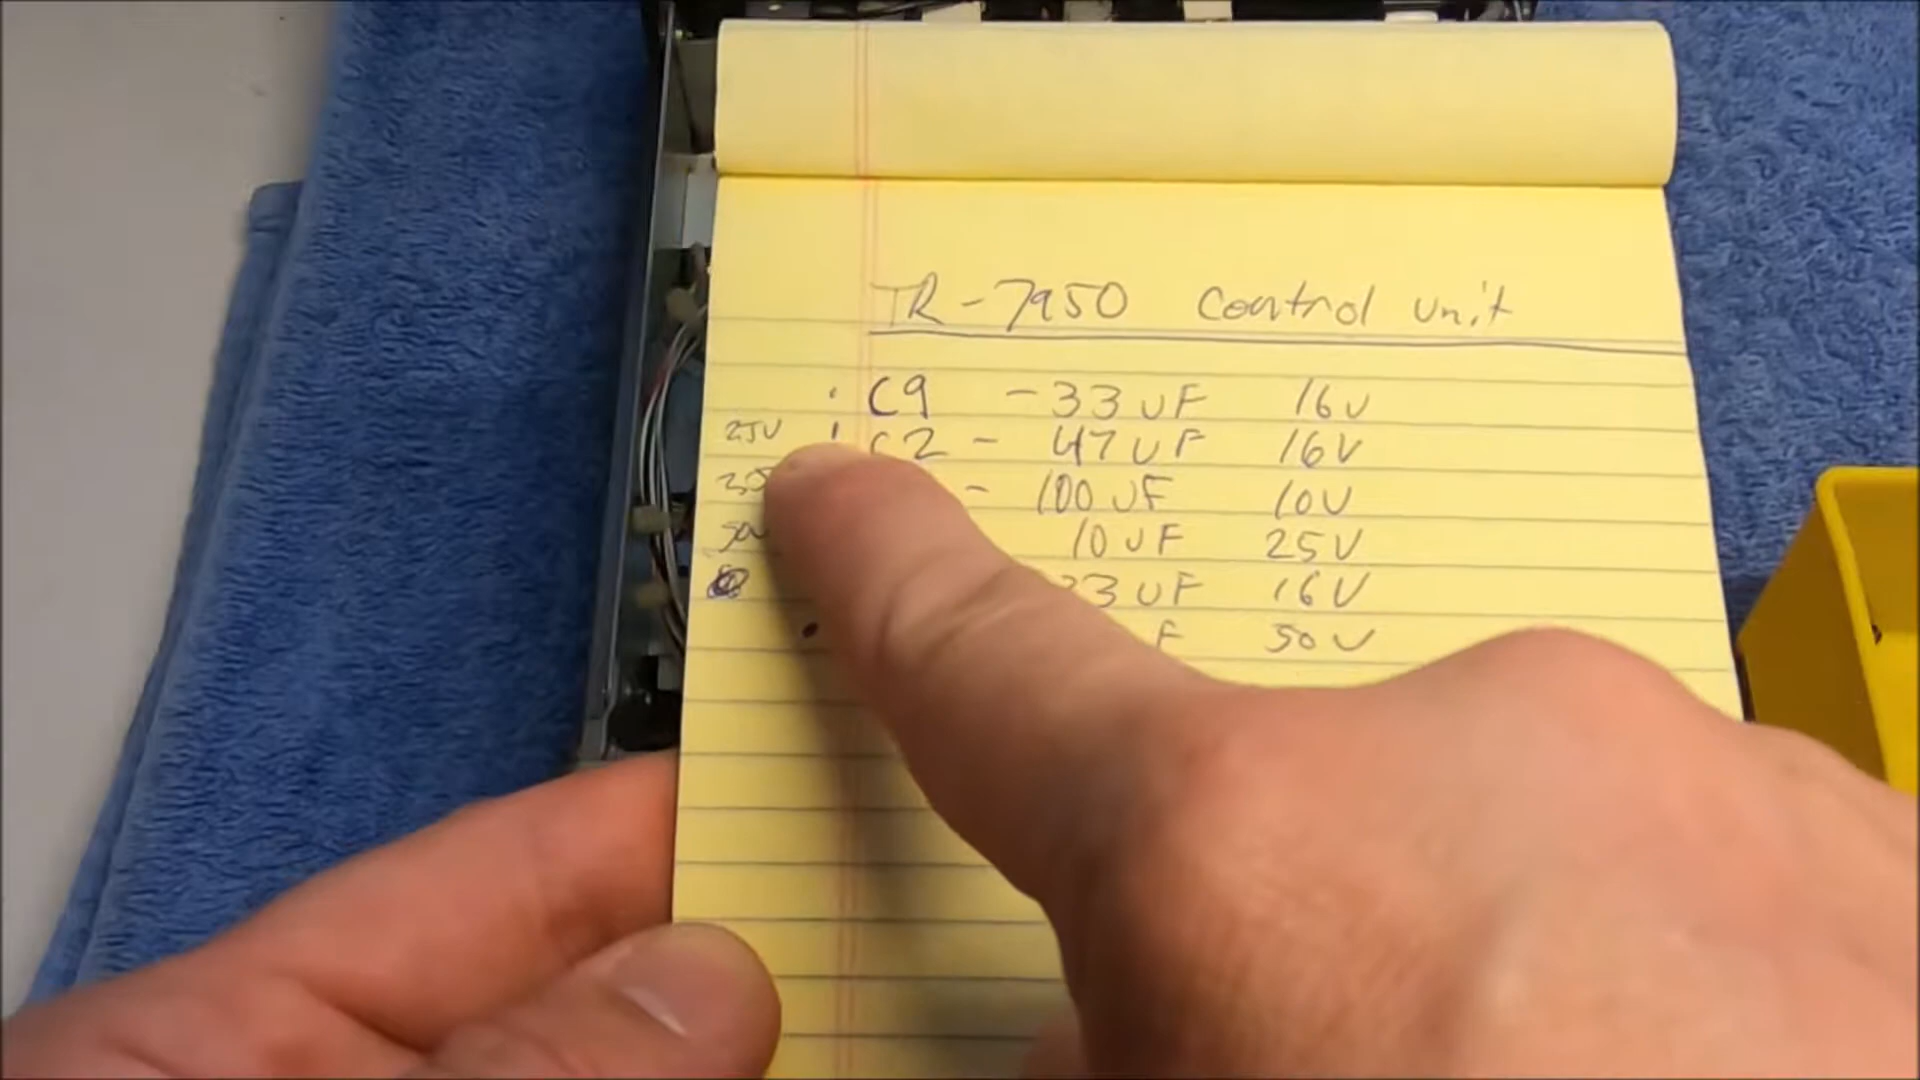 TR-7950 Control Unit
C9 - 33 uF 16V
25V C2 - 47 uF 16V
- 100 uF 10V
50V 10 uF 25V
33 uF 16V
F 50V